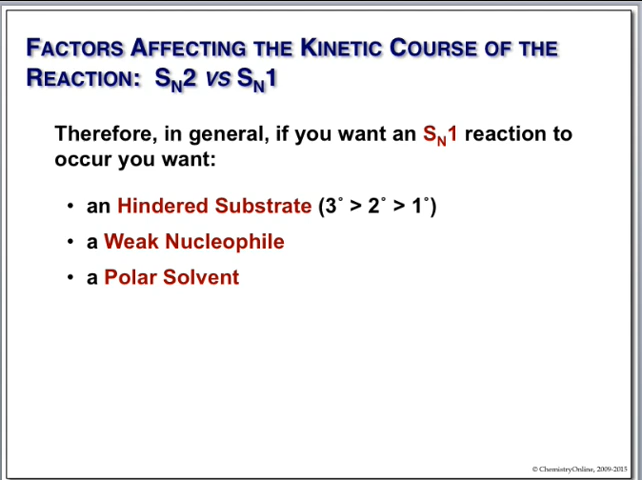 FACTORS AFFECTING THE KINETIC COURSE OF THE
REACTION: SN2 VS SN1
Therefore, in general, if you want an SN1 reaction to
occur you want:
• an Hindered Substrate (3˚ > 2˚ > 1˚)
• a Weak Nucleophile
• a Polar Solvent
© ChemistryOnline, 2009-2015